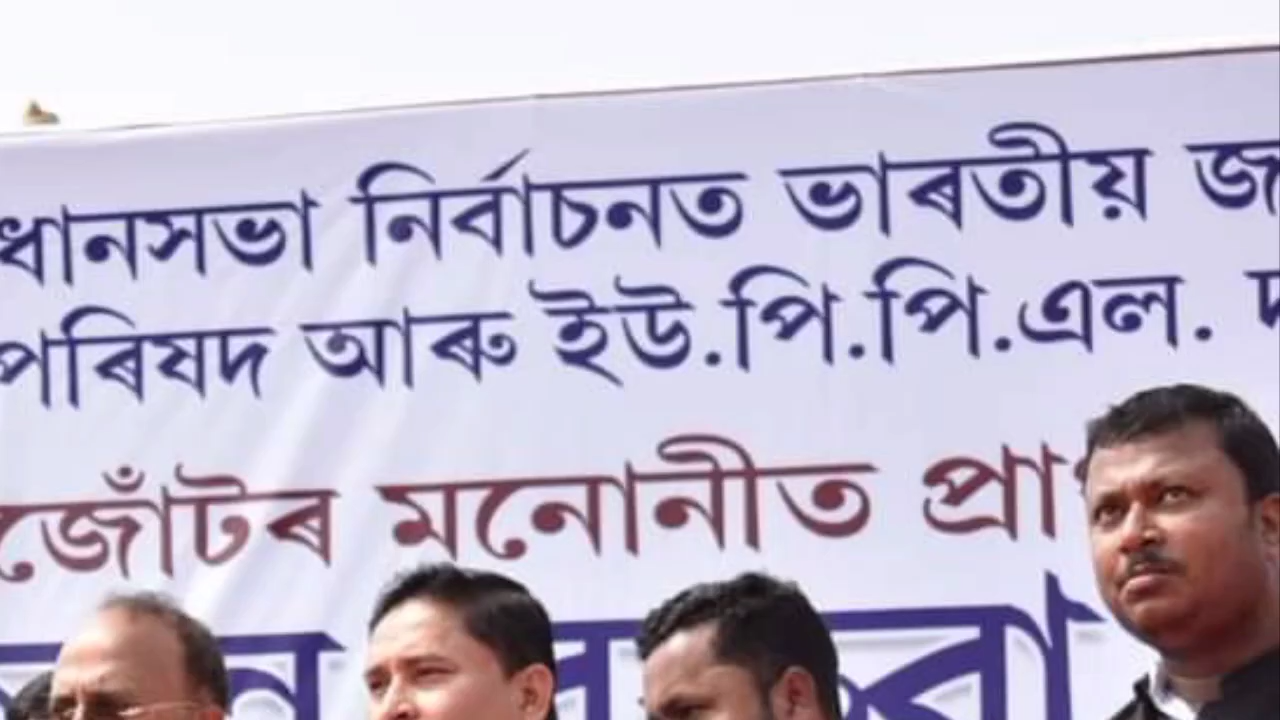 ধানসভা নিৰ্বাচনত ভাৰতীয় জ
পৰিষদ আৰু ইউ.পি.পি.এল. দ
জোঁটৰ মনোনীত প্ৰা